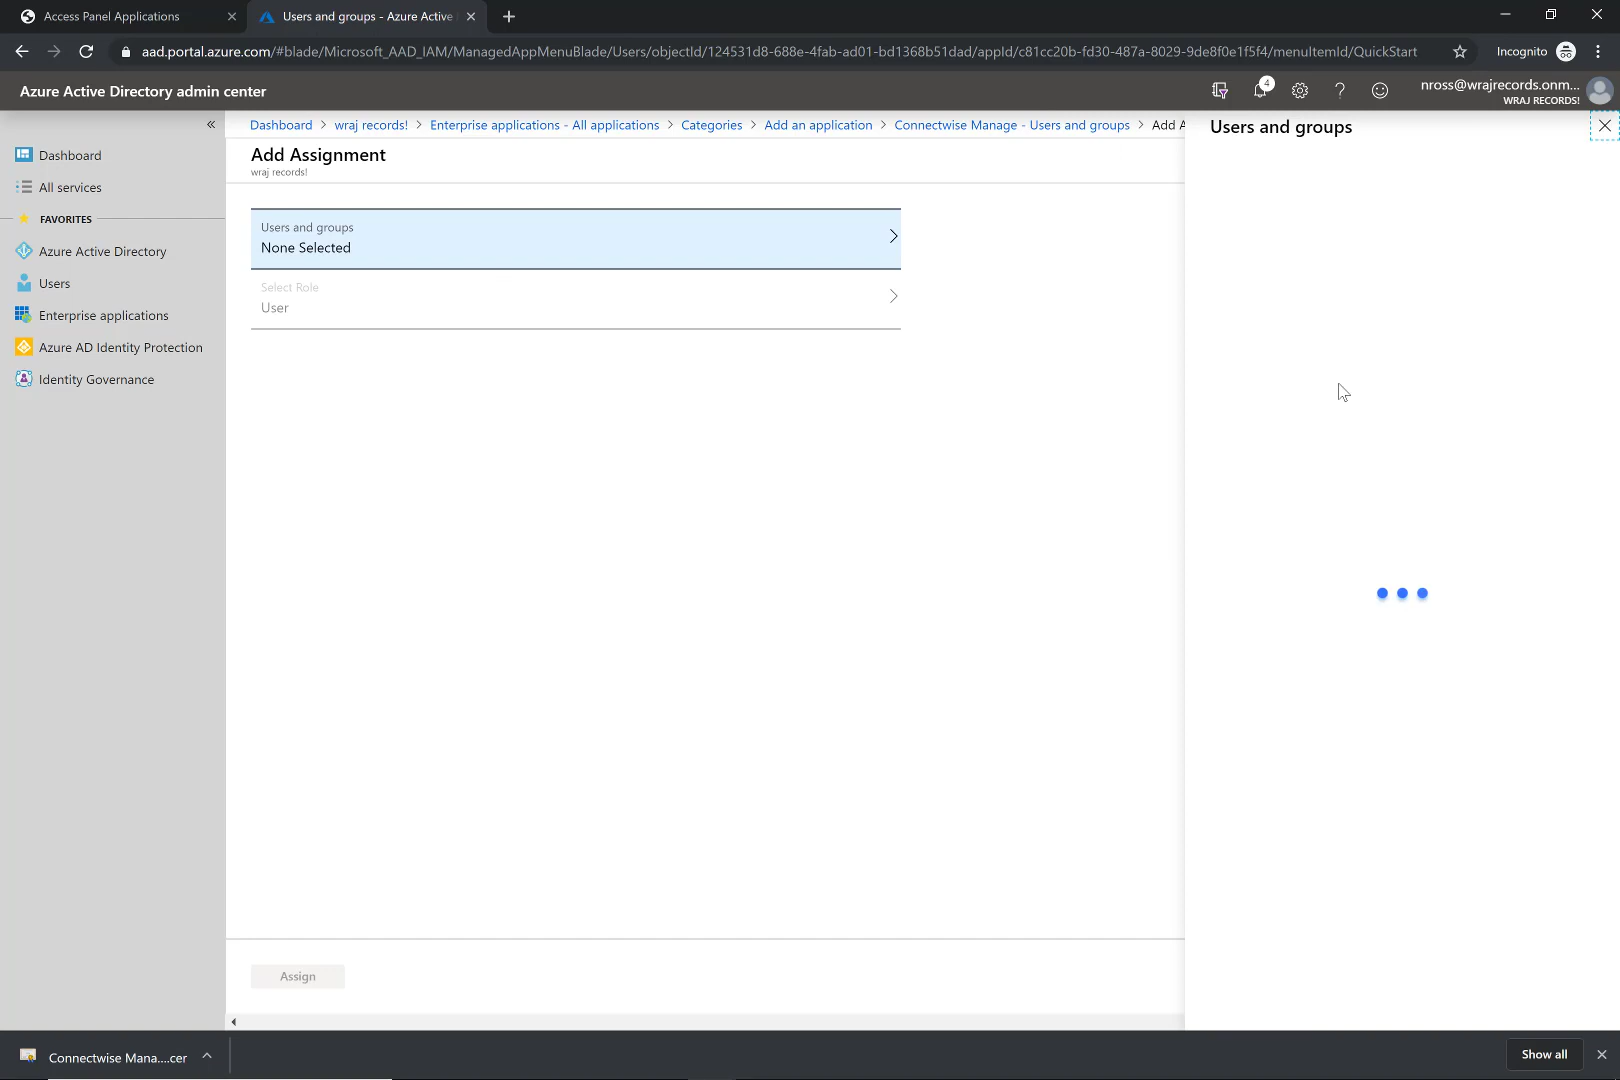 Access Panel Applications
Users and groups - Azure Active
aad.portal.azure.com/#blade/Microsoft_AAD_IAM/ManagedAppMenuBlade/Users/objectId/124531d8-688e-4fab-ad01-bd1368b51dad/appId/c81cc20b-fd30-487a-8029-9de8f0e1f5f4/menuItemId/QuickStart
Incognito
Azure Active Directory admin center
4
nross@wrajrecords.onm...
WRAJ RECORDS!
Dashboard > wraj records! > Enterprise applications - All applications > Categories > Add an application > Connectwise Manage - Users and groups > Add A
Users and groups
Add Assignment
wraj records!
Dashboard
All services
FAVORITES
Azure Active Directory
Users
Enterprise applications
Azure AD Identity Protection
Identity Governance
Users and groups
None Selected
Select Role
User
Assign
Connectwise Mana....cer
Show all